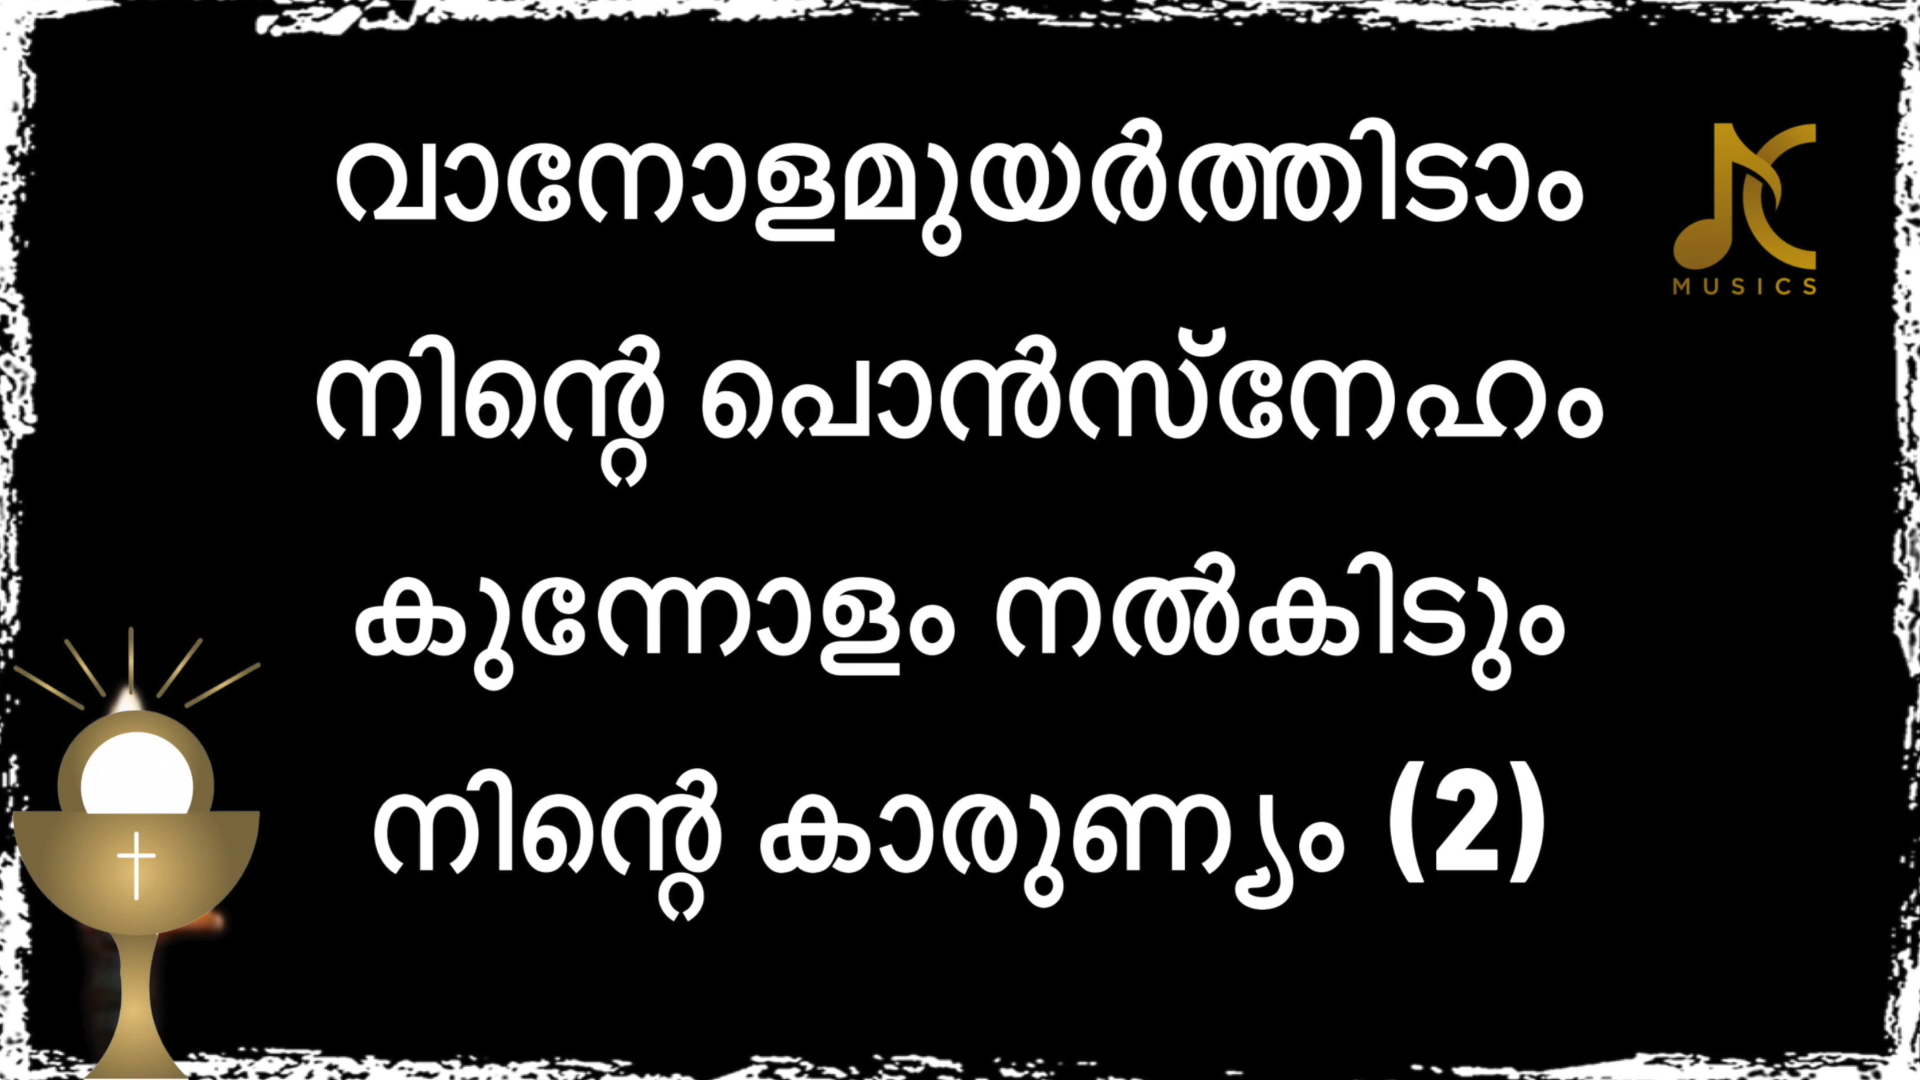 വാനോളമുയർത്തിടാം
നിന്റെ പൊൻസ്നേഹം
കുന്നോളം നൽകിടും
നിന്റെ കാരുണ്യം (2)
MUSICS